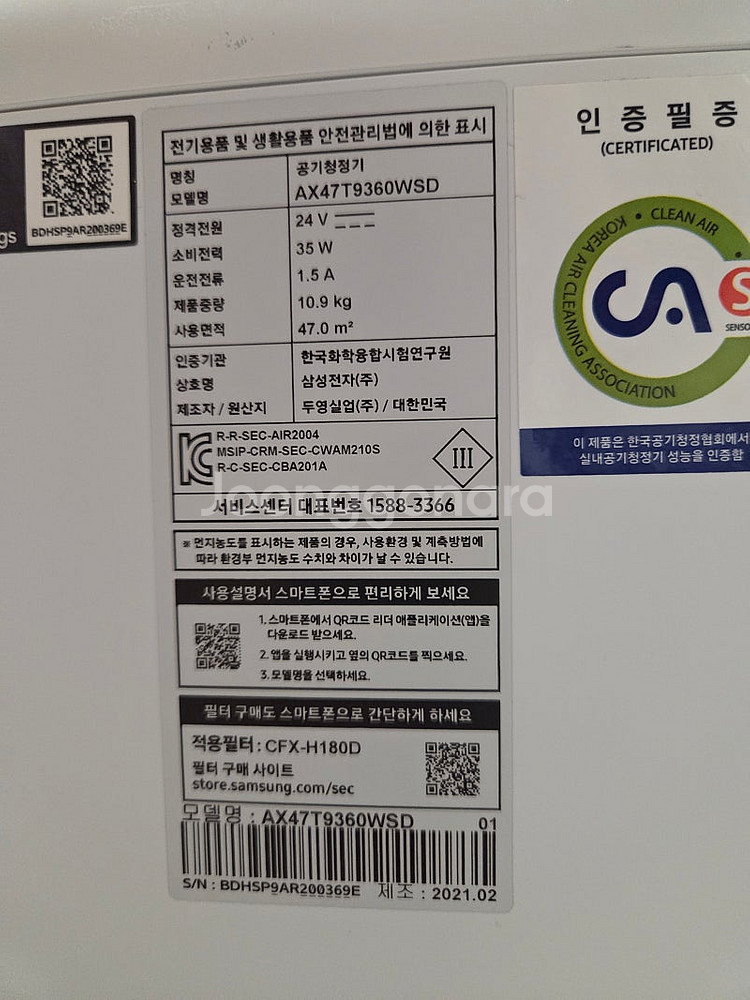 gs
BDHSP9AR200369E
전기용품 및 생활용품 안전관리법에 의한 표시
명칭 공기청정기
모델명 AX47T9360WSD
정격전원 24 V
소비전력 35 W
운전전류 1.5 A
제품중량 10.9 kg
사용면적 47.0 m²
인증기관 한국화학융합시험연구원
상호명 삼성전자(주)
제조자 / 원산지 두영실업(주) / 대한민국
R-R-SEC-AIR2004
MSIP-CRM-SEC-CWAM210S
R-C-SEC-CBA201A
III
서비스센터 대표번호 1588-3366
Joonggonara
※ 먼지농도를 표시하는 제품의 경우, 사용환경 및 계측방법에
따라 환경부 먼지농도 수치와 차이가 날 수 있습니다.
사용설명서 스마트폰으로 편리하게 보세요
1. 스마트폰에서 QR코드 리더 애플리케이션(앱)을
다운로드 받으세요.
2. 앱을 실행시키고 옆의 QR코드를 찍으세요.
3. 모델명을 선택하세요.
필터 구매도 스마트폰으로 간단하게 하세요
적용필터 : CFX-H180D
필터 구매 사이트
store.samsung.com/sec
모델명 : AX47T9360WSD 01
S/N : BDHSP9AR200369E 제조 : 2021.02
인증필증
(CERTIFICATED)
KOREA AIR CLEANING ASSOCIATION • CLEAN AIR •
CA
S
SENSO
이 제품은 한국공기청정협회에서
실내공기청정기 성능을 인증함